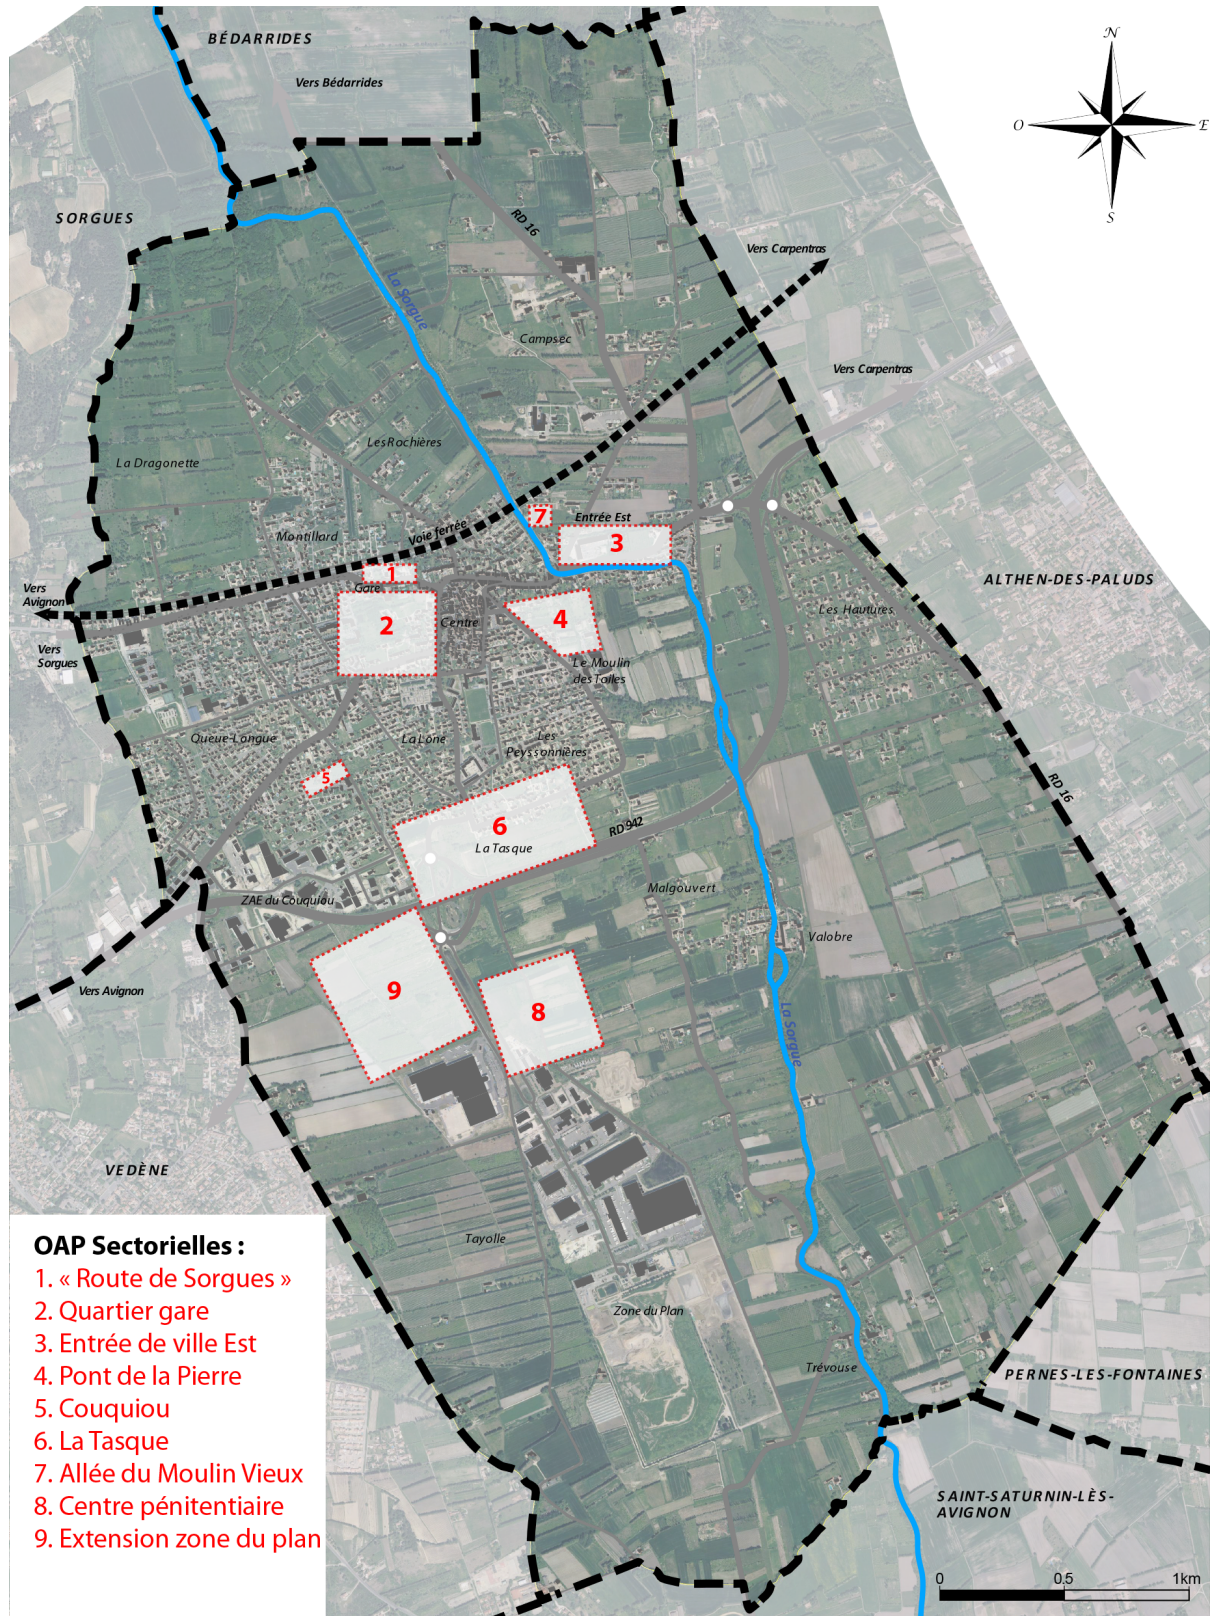 BÉDARRIDES
Vers Bédarrides
N
O
E
S
SORGUES
RD 16
Vers Carpentras
La Sorgue
Campsec
Vers Carpentras
Les Rochières
La Dragonette
Voie ferrée
Montillard
7
Entrée Est
3
1
Gare
Vers
Avignon
ALTHEN-DES-PALUDS
2
Centre
4
Les Hautures
Vers
Sorgues
Le Moulin
des Toiles
Queue-Longue
La Lone
Les
Peyssonnières
5
RD 16
6
La Tasque
RD 942
Malgouvert
ZAE du Couquiou
Valobre
Vers Avignon
9
8
La Sorgue
VEDÈNE
Tayolle
Zone du Plan
Trévouse
PERNES-LES-FONTAINES
SAINT-SATURNIN-LÈS-
AVIGNON
OAP Sectorielles :
1. « Route de Sorgues »
2. Quartier gare
3. Entrée de ville Est
4. Pont de la Pierre
5. Couquiou
6. La Tasque
7. Allée du Moulin Vieux
8. Centre pénitentiaire
9. Extension zone du plan
0 0.5 1km